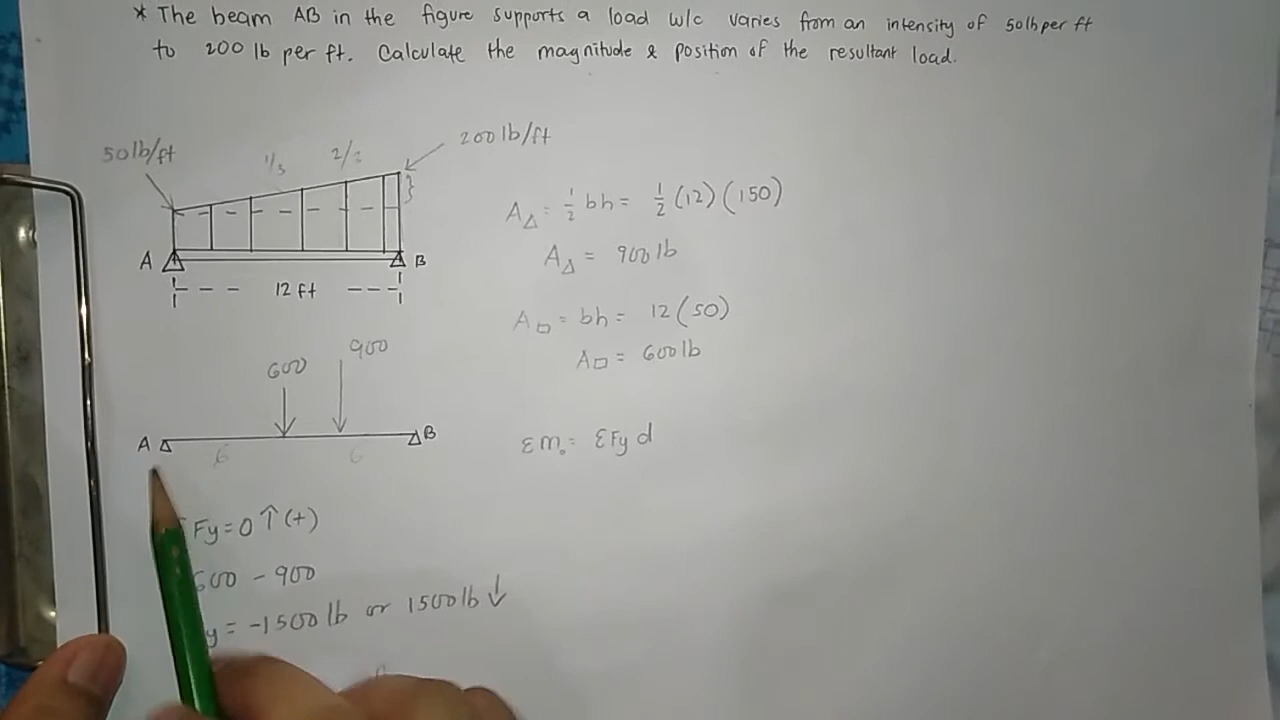 * The beam AB in the figure supports a load w/c varies from an intensity of 50lb per ft
to 200 lb per ft. Calculate the magnitude & position of the resultant load.
50lb/ft
1/3
200 lb/ft
A
B
12 ft
A△ = 1/2 bh = 1/2 (12)(150)
A△ = 900 lb
A□ = bh = 12(50)
A□ = 600 lb
600
900
A
B
6
6
ΣMo = ΣFy d
Fy = 0 ↑ (+)
600 - 900
y = -1500 lb or 1500 lb ↓